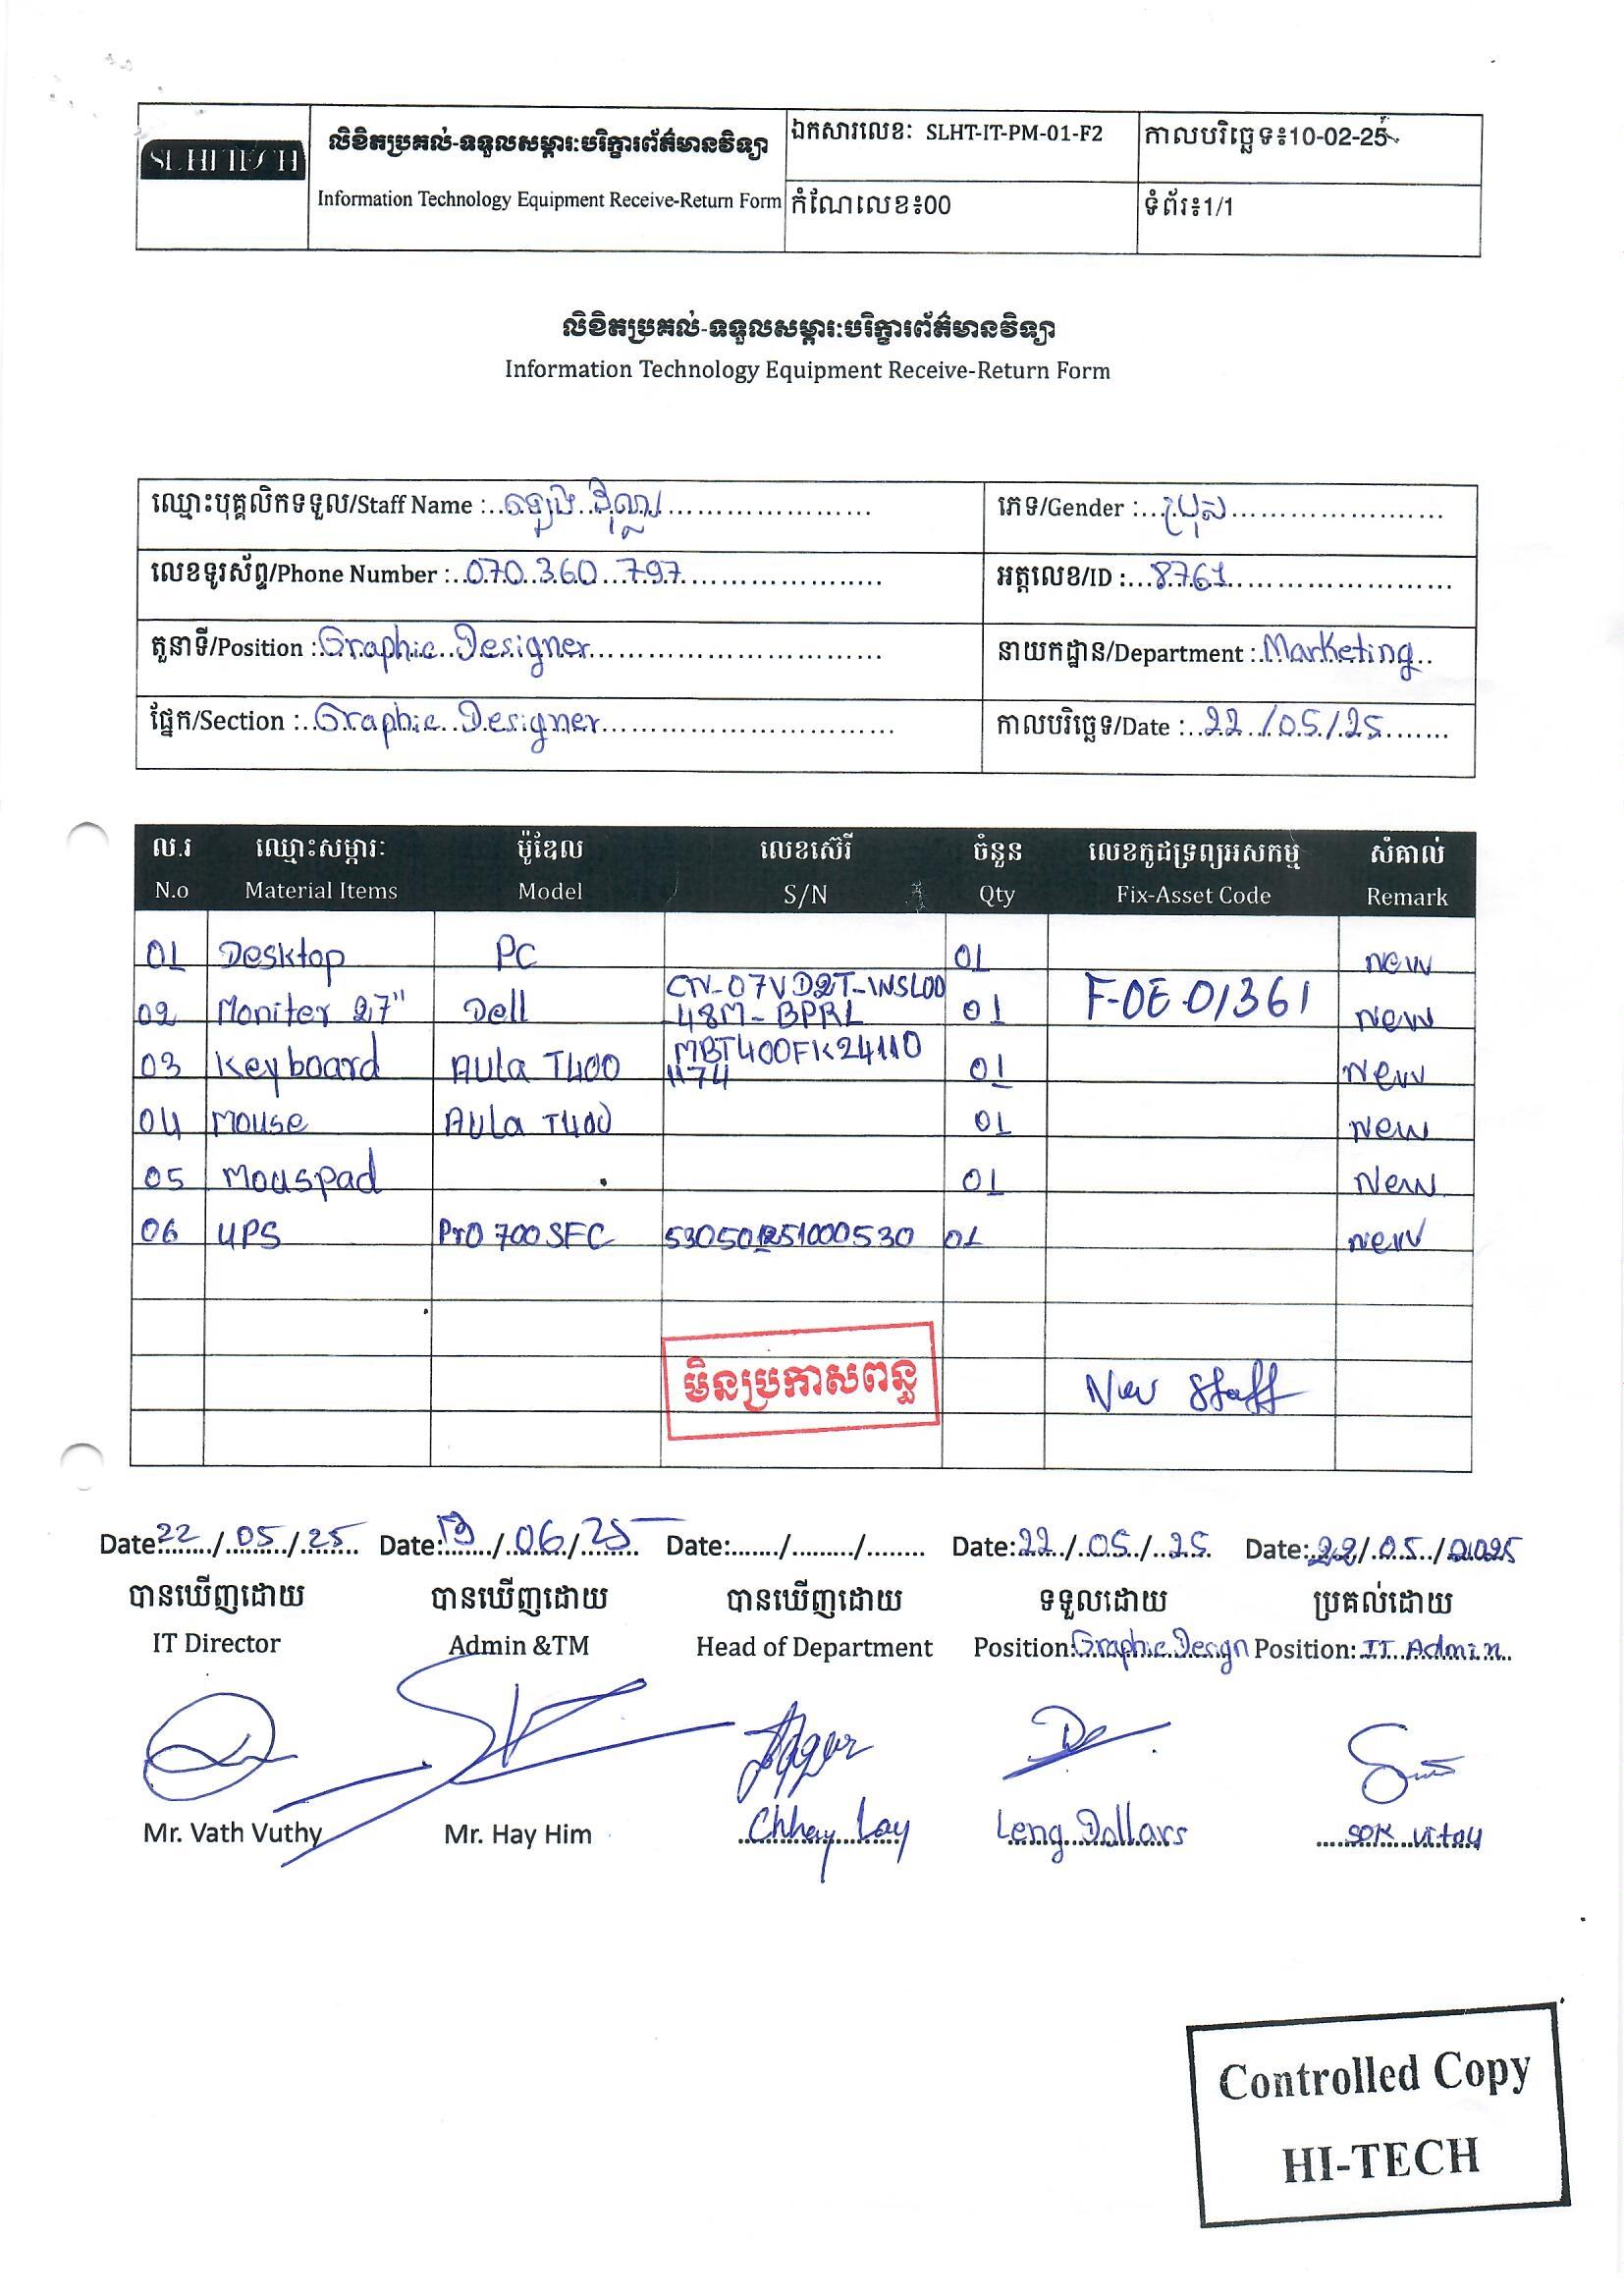 SL HI TECH
លិខិតប្រគល់-ទទួលសម្ភារៈបរិក្ខារព័ត៌មានវិទ្យា
Information Technology Equipment Receive-Return Form
ឯកសារលេខ: SLHT-IT-PM-01-F2
កាលបរិច្ឆេទ៖10-02-25
កំណែលេខ៖00
ទំព័រ៖1/1
លិខិតប្រគល់-ទទួលសម្ភារៈបរិក្ខារព័ត៌មានវិទ្យា
Information Technology Equipment Receive-Return Form
ឈ្មោះបុគ្គលិកទទួល/Staff Name : ឡេង ដុល្លា
ភេទ/Gender : ប្រុស
លេខទូរស័ព្ទ/Phone Number : 070 360 797
អត្តលេខ/ID : 8761
តួនាទី/Position : Graphic Designer
នាយកដ្ឋាន/Department : Marketing
ផ្នែក/Section : Graphic Designer
កាលបរិច្ឆេទ/Date : 22/05/25
ល.រ ឈ្មោះសម្ភារៈ ម៉ូឌែល លេខស៊េរី ចំនួន លេខកូដទ្រព្យអសកម្ម សំគាល់
N.o Material Items Model S/N Qty Fix-Asset Code Remark
01 Desktop PC 01 new
02 Moniter 27" Dell CN-07VD2T-WSL00 48M-BPRL 01 F-OE-01361 New
03 Keyboard AULA T400 MBT400FK24110 1174 01 New
04 Mouse AULA T400 01 New
05 Mouspad 01 New
06 UPS PrO 700 SFC 01 new
មិនប្រកាសពន្ធ
New Staff
Date: 22/05/25 Date: 19/06/25 Date:......./......../........ Date: 22/05/25 Date: 22/05/2025
បានឃើញដោយ បានឃើញដោយ បានឃើញដោយ ទទួលដោយ ប្រគល់ដោយ
IT Director Admin &TM Head of Department Position: Graphic Design Position: IT Admin
Mr. Vath Vuthy Mr. Hay Him Chhay Lay Leng Dollars SOK Vitou
Controlled Copy
HI-TECH